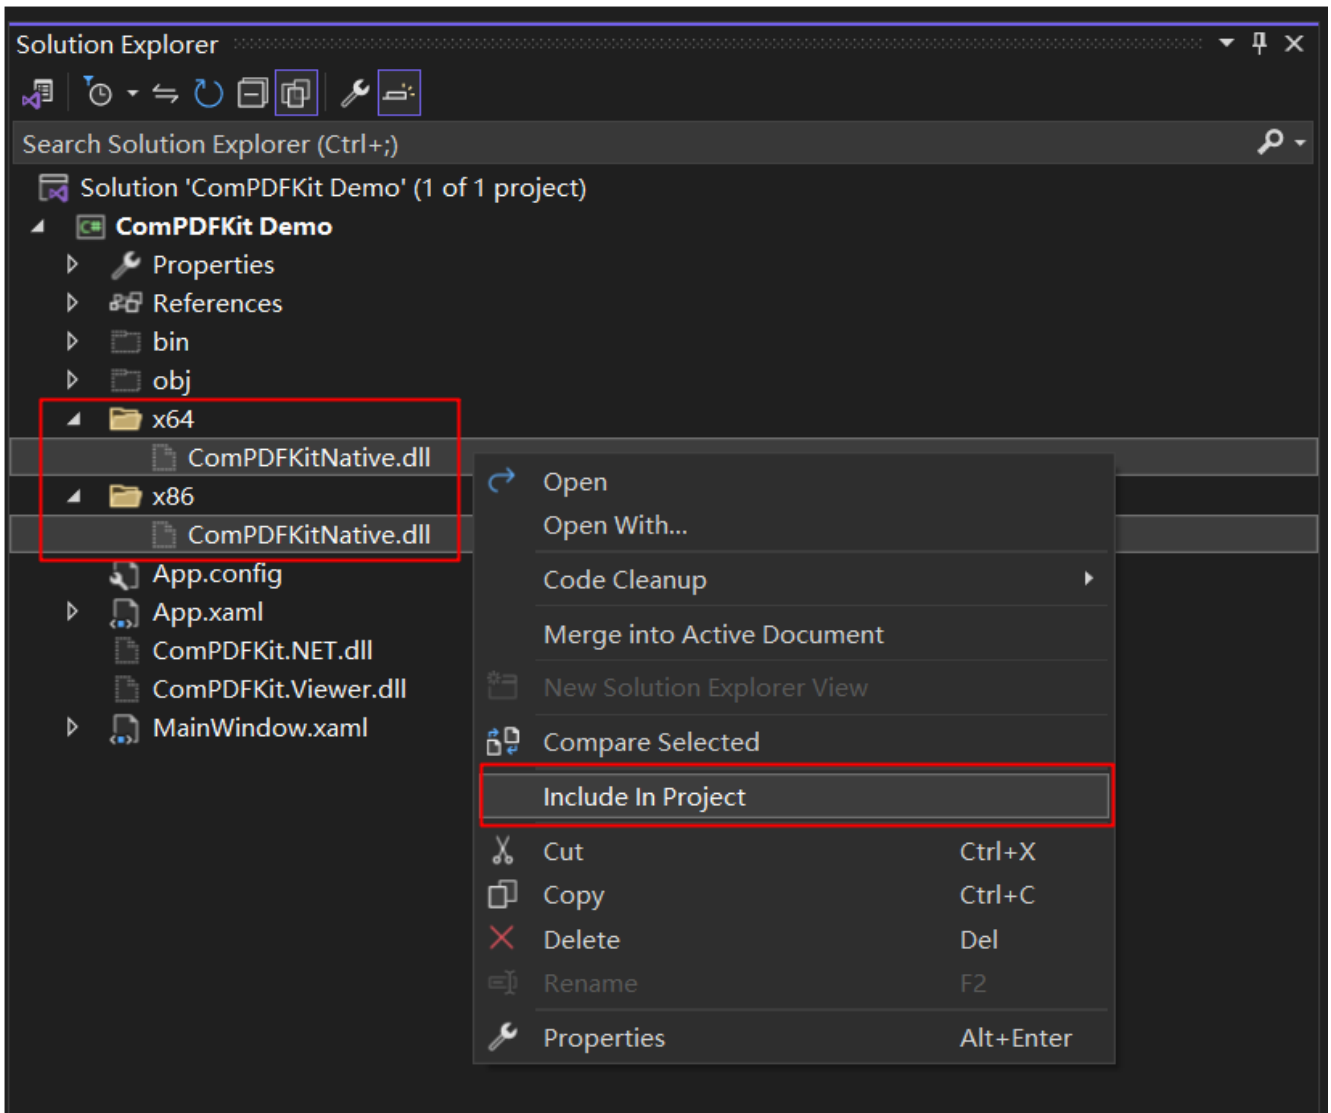 Solution Explorer
Search Solution Explorer (Ctrl+;)
Solution 'ComPDFKit Demo' (1 of 1 project)
C# ComPDFKit Demo
Properties
References
bin
obj
x64
ComPDFKitNative.dll
x86
ComPDFKitNative.dll
App.config
App.xaml
ComPDFKit.NET.dll
ComPDFKit.Viewer.dll
MainWindow.xaml
Open
Open With...
Code Cleanup
Merge into Active Document
New Solution Explorer View
Compare Selected
Include In Project
Cut Ctrl+X
Copy Ctrl+C
Delete Del
Rename F2
Properties Alt+Enter